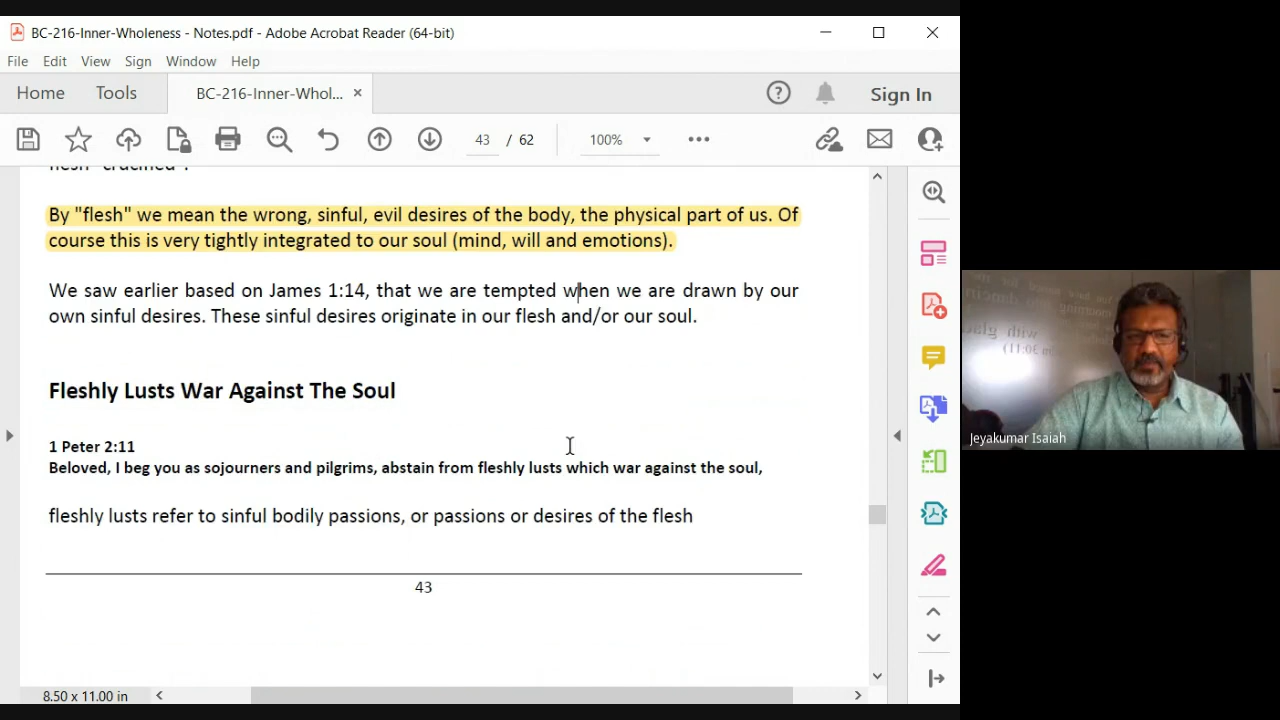 BC-216-Inner-Wholeness - Notes.pdf - Adobe Acrobat Reader (64-bit)
File Edit View Sign Window Help
Home Tools BC-216-Inner-Whol... × Sign In
43 / 62 100%
flesh "crucified".
By "flesh" we mean the wrong, sinful, evil desires of the body, the physical part of us. Of
course this is very tightly integrated to our soul (mind, will and emotions).
We saw earlier based on James 1:14, that we are tempted when we are drawn by our
own sinful desires. These sinful desires originate in our flesh and/or our soul.
Fleshly Lusts War Against The Soul
1 Peter 2:11
Beloved, I beg you as sojourners and pilgrims, abstain from fleshly lusts which war against the soul,
fleshly lusts refer to sinful bodily passions, or passions or desires of the flesh
43
8.50 x 11.00 in
with glad
m 30:11)
Jeyakumar Isaiah